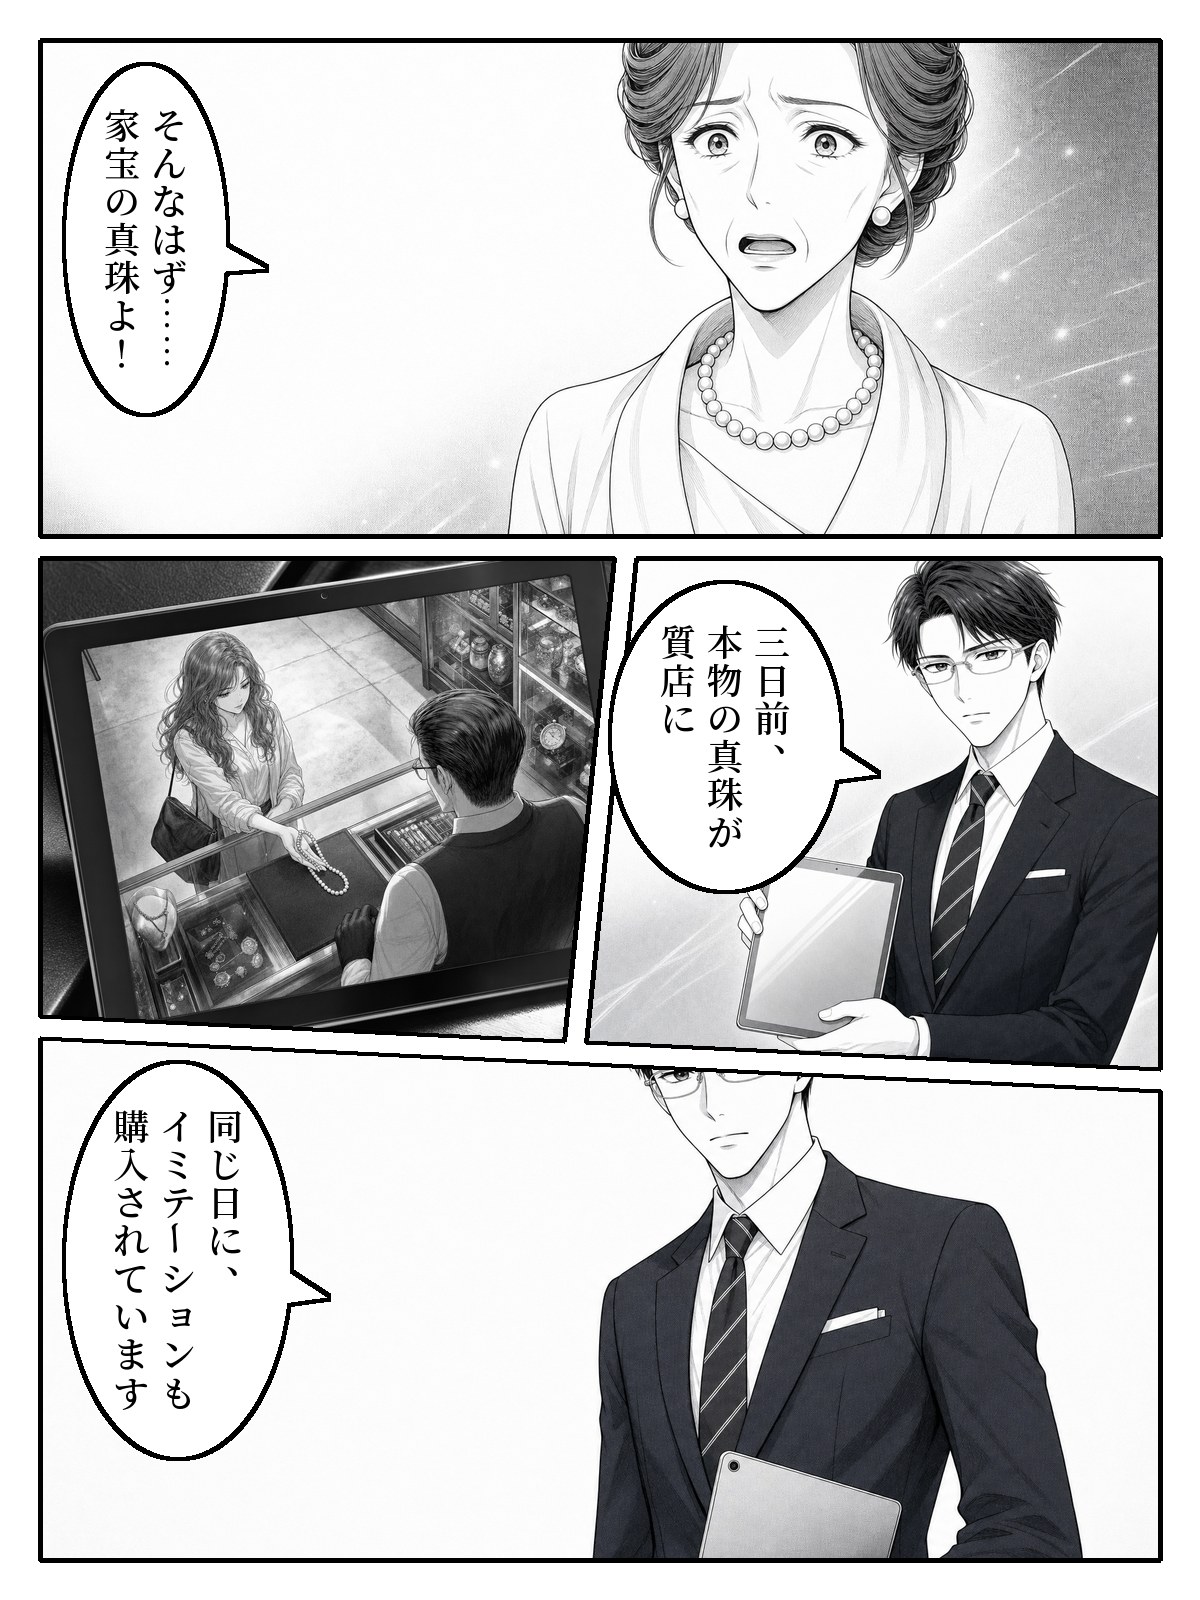 そんなはず……
家宝の真珠よ！
三日前、
本物の真珠が
質店に
同じ日に、
イミテーションも
購入されています